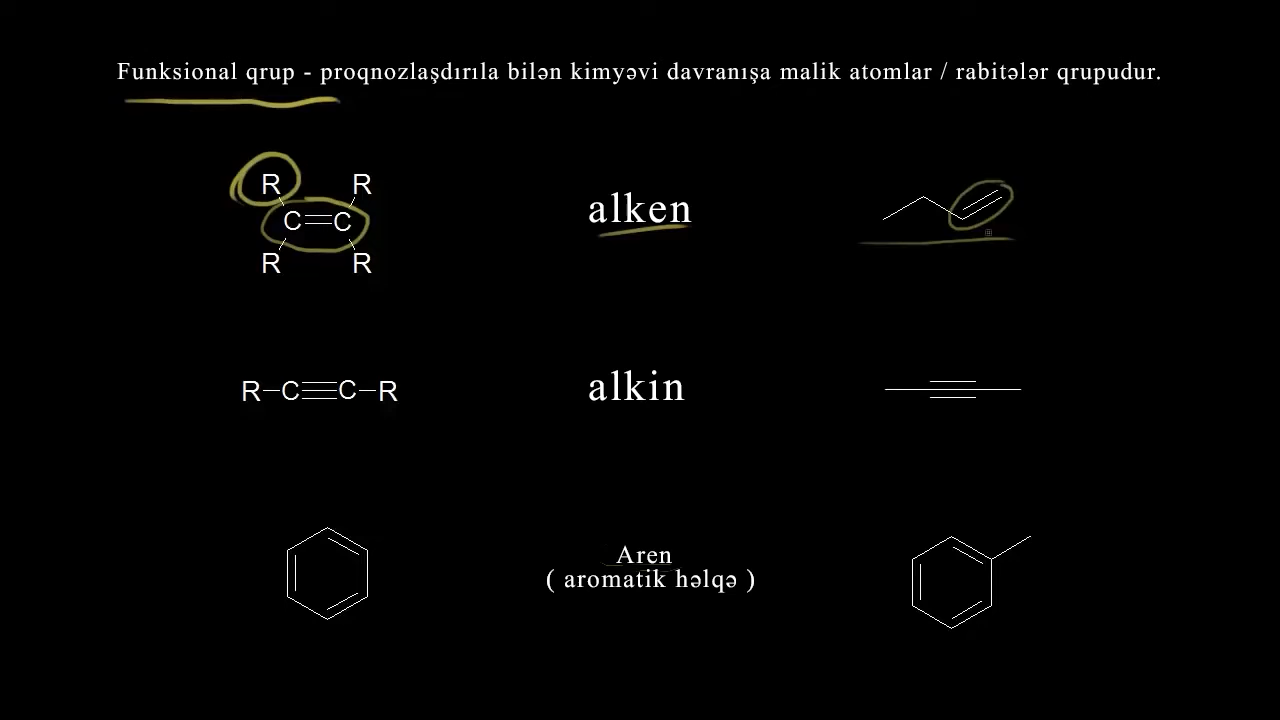 Funksional qrup - proqnozlaşdırıla bilən kimyəvi davranışa malik atomlar / rabitələr qrupudur.
R R
C C
R R
alken
R C C R
alkin
Aren
( aromatik həlqə )